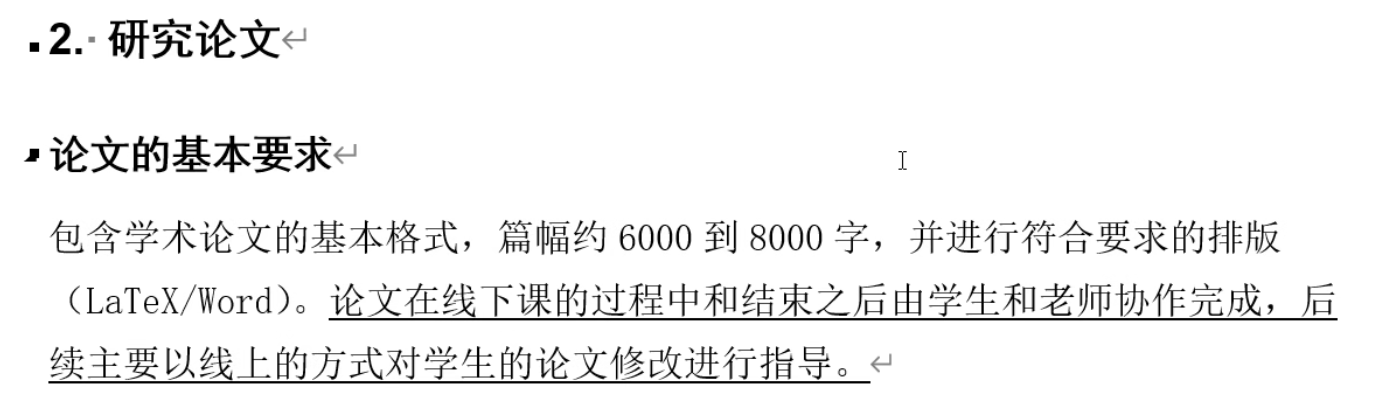 2. 研究论文
论文的基本要求
包含学术论文的基本格式，篇幅约 6000 到 8000 字，并进行符合要求的排版
（LaTeX/Word）。论文在线下课的过程中和结束之后由学生和老师协作完成，后
续主要以线上的方式对学生的论文修改进行指导。